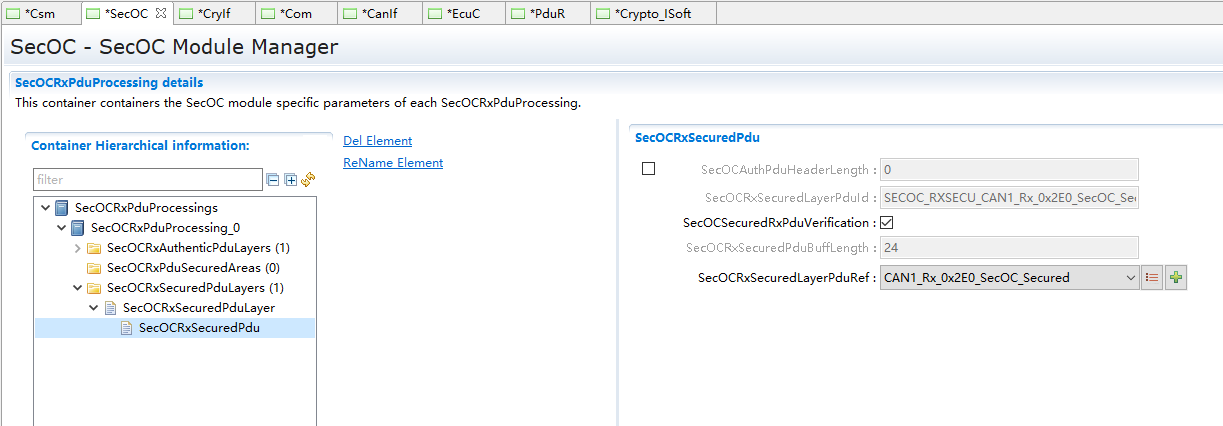 *Csm *SecOC *CryIf *Com *CanIf *EcuC *PduR *Crypto_ISoft
SecOC - SecOC Module Manager
SecOCRxPduProcessing details
This container containers the SecOC module specific parameters of each SecOCRxPduProcessing.
Container Hierarchical information:
filter
SecOCRxPduProcessings
SecOCRxPduProcessing_0
SecOCRxAuthenticPduLayers (1)
SecOCRxPduSecuredAreas (0)
SecOCRxSecuredPduLayers (1)
SecOCRxSecuredPduLayer
SecOCRxSecuredPdu
Del Element
ReName Element
SecOCRxSecuredPdu
SecOCAuthPduHeaderLength : 0
SecOCRxSecuredLayerPduId : SECOC_RXSECU_CAN1_Rx_0x2E0_SecOC_Sec
SecOCSecuredRxPduVerification :
SecOCRxSecuredPduBuffLength : 24
SecOCRxSecuredLayerPduRef : CAN1_Rx_0x2E0_SecOC_Secured